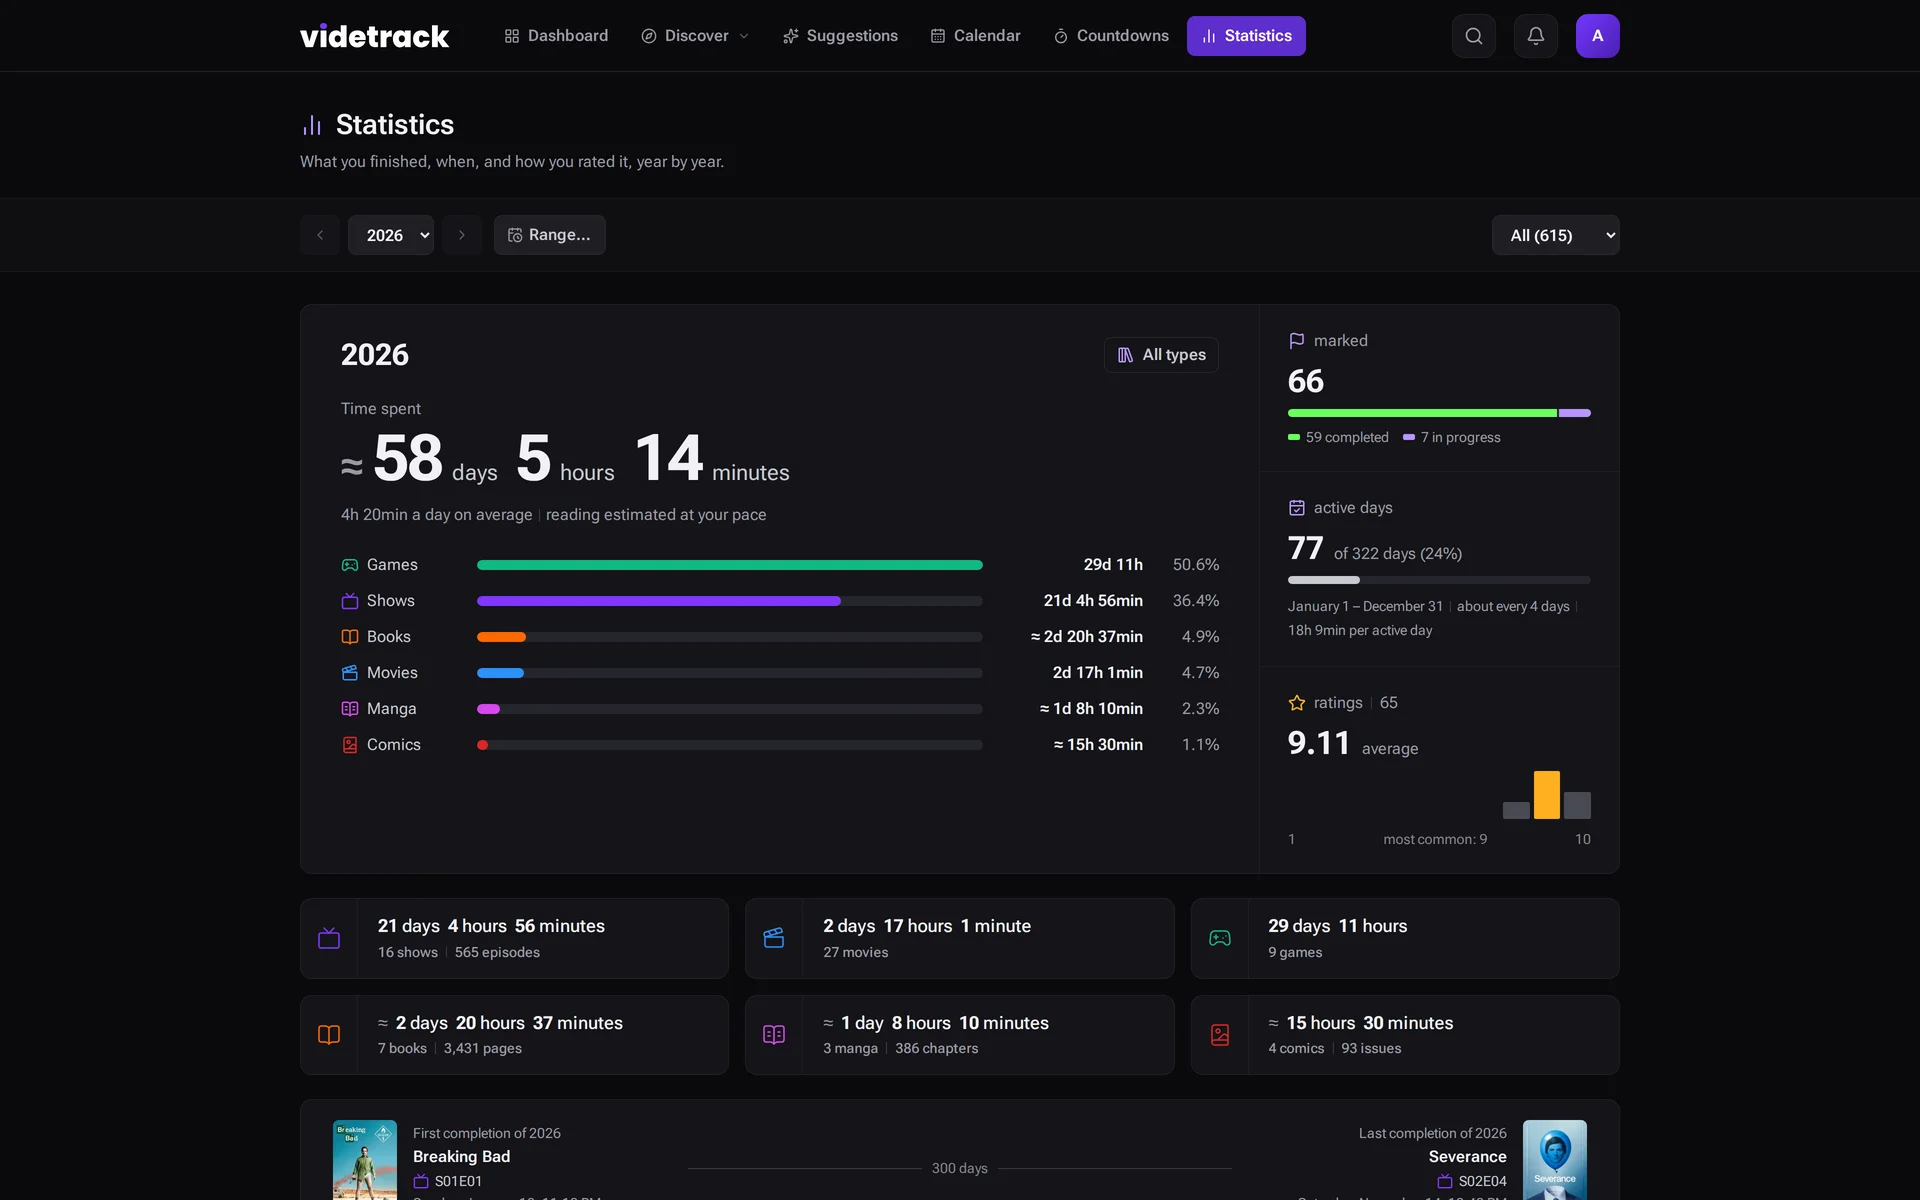 videtrack
Dashboard
Discover
Suggestions
Calendar
Countdowns
Statistics
A
Statistics
What you finished, when, and how you rated it, year by year.
2026
Range...
All (615)
2026
All types
Time spent
≈ 58 days 5 hours 14 minutes
4h 20min a day on average | reading estimated at your pace
Games 29d 11h 50.6%
Shows 21d 4h 56min 36.4%
Books ≈ 2d 20h 37min 4.9%
Movies 2d 17h 1min 4.7%
Manga ≈ 1d 8h 10min 2.3%
Comics ≈ 15h 30min 1.1%
marked
66
59 completed 7 in progress
active days
77 of 322 days (24%)
January 1 – December 31 | about every 4 days |
18h 9min per active day
ratings | 65
9.11 average
1 most common: 9 10
21 days 4 hours 56 minutes
16 shows | 565 episodes
2 days 17 hours 1 minute
27 movies
29 days 11 hours
9 games
≈ 2 days 20 hours 37 minutes
7 books | 3,431 pages
≈ 1 day 8 hours 10 minutes
3 manga | 386 chapters
≈ 15 hours 30 minutes
4 comics | 93 issues
Breaking
Bad
First completion of 2026
Breaking Bad
S01E01
300 days
Last completion of 2026
Severance
S02E04
Severance